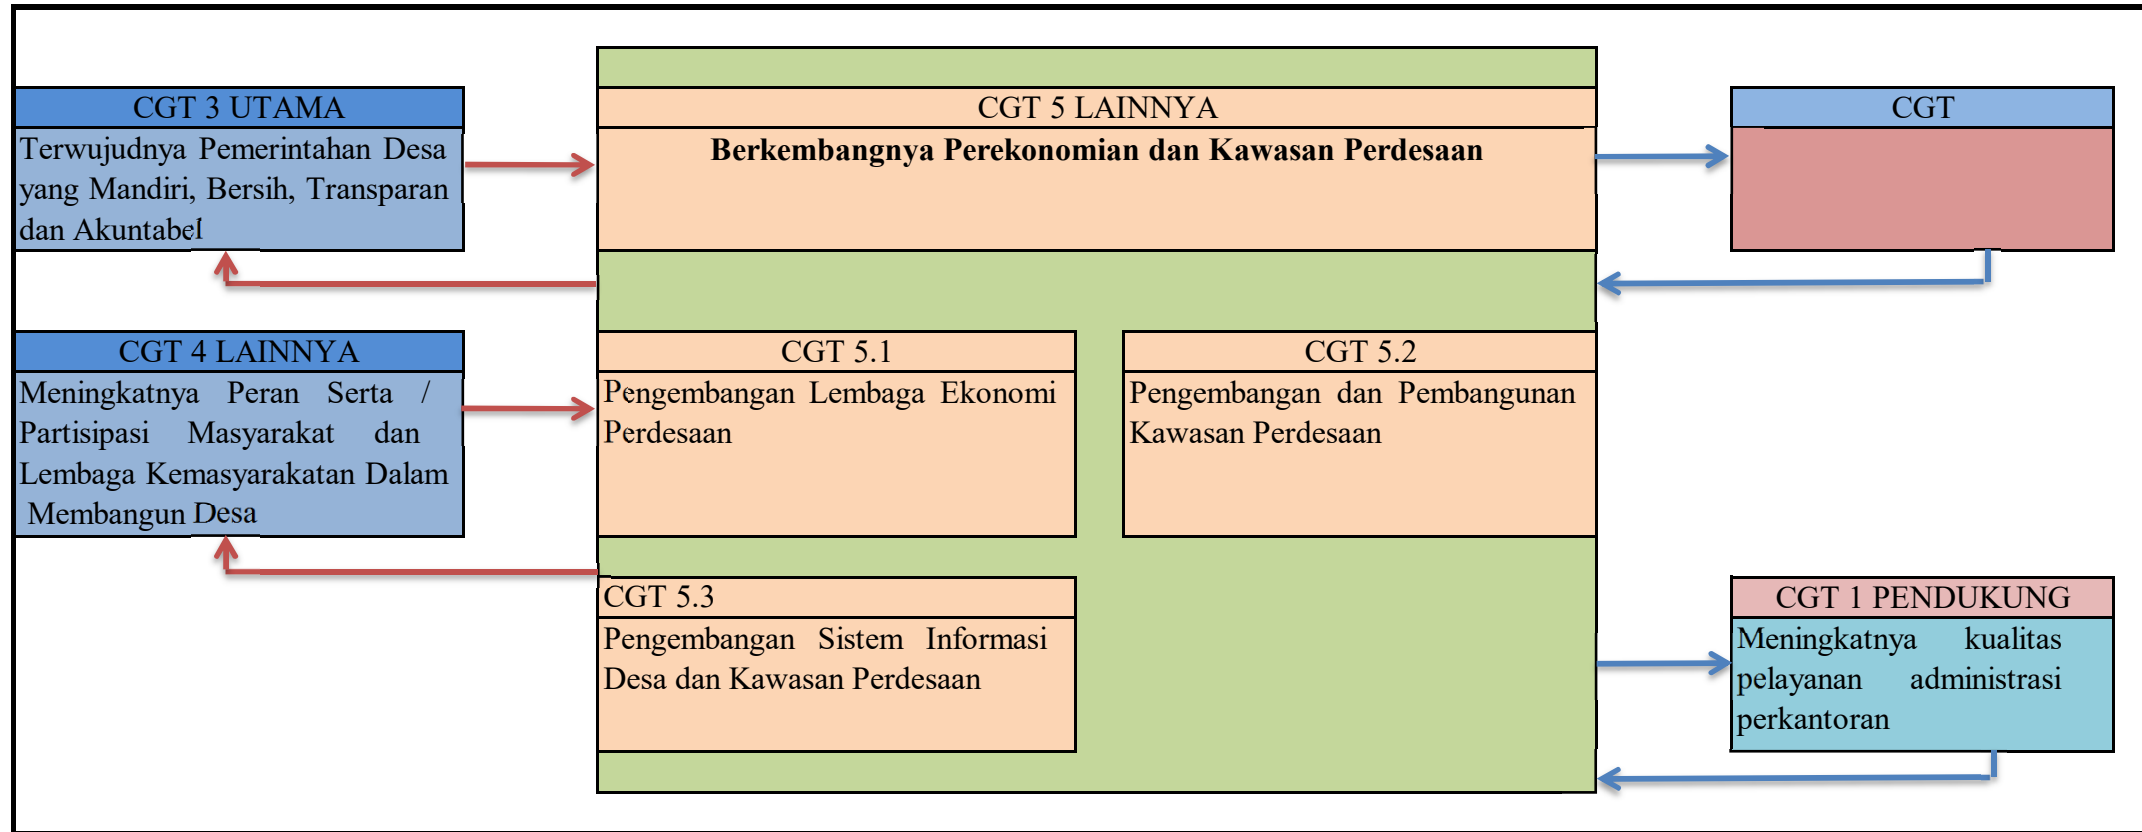 CGT 3 UTAMA
Terwujudnya Pemerintahan Desa
yang Mandiri, Bersih, Transparan
dan Akuntabel
CGT 5 LAINNYA
Berkembangnya Perekonomian dan Kawasan Perdesaan
CGT
CGT 4 LAINNYA
Meningkatnya Peran Serta /
Partisipasi Masyarakat dan
Lembaga Kemasyarakatan Dalam
Membangun Desa
CGT 5.1
Pengembangan Lembaga Ekonomi
Perdesaan
CGT 5.2
Pengembangan dan Pembangunan
Kawasan Perdesaan
CGT 5.3
Pengembangan Sistem Informasi
Desa dan Kawasan Perdesaan
CGT 1 PENDUKUNG
Meningkatnya kualitas
pelayanan administrasi
perkantoran